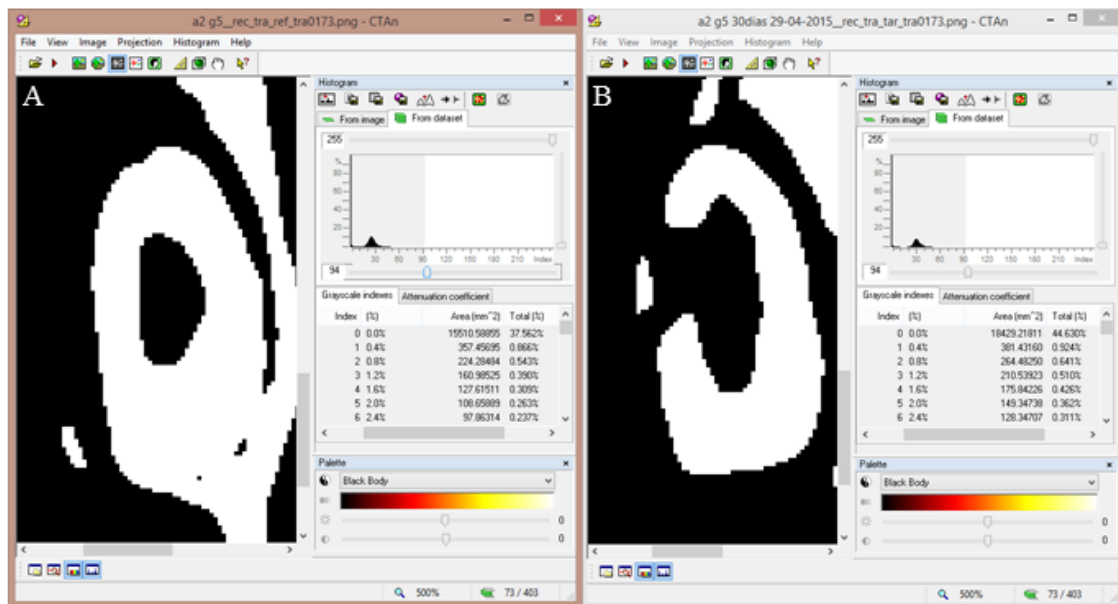 a2 g5__rec_tra_ref_tra0173.png - CTAn
File View Image Projection Histogram Help
A
Histogram
From image From dataset
255
%
80
60
40
20
30 60 90 120 150 180 210 Index
94
Grayscale indexes Attenuation coefficient
Index (%) Area (mm^2) Total (%)
0 0.0% 15510.58855 37.562%
1 0.4% 357.45695 0.866%
2 0.8% 224.28484 0.543%
3 1.2% 160.98525 0.390%
4 1.6% 127.61511 0.309%
5 2.0% 108.65889 0.263%
6 2.4% 97.86314 0.237%
Palette
Black Body
0
0
500% 73 / 403
a2 g5 30dias 29-04-2015__rec_tra_tar_tra0173.png - CTAn
File View Image Projection Histogram Help
B
Histogram
From image From dataset
255
%
80
60
40
20
30 60 90 120 150 180 210 Index
94
Grayscale indexes Attenuation coefficient
Index (%) Area (mm^2) Total (%)
0 0.0% 18429.21811 44.630%
1 0.4% 381.43160 0.924%
2 0.8% 264.48250 0.641%
3 1.2% 210.53923 0.510%
4 1.6% 175.84226 0.426%
5 2.0% 149.34738 0.362%
6 2.4% 128.34707 0.311%
Palette
Black Body
0
0
500% 73 / 403